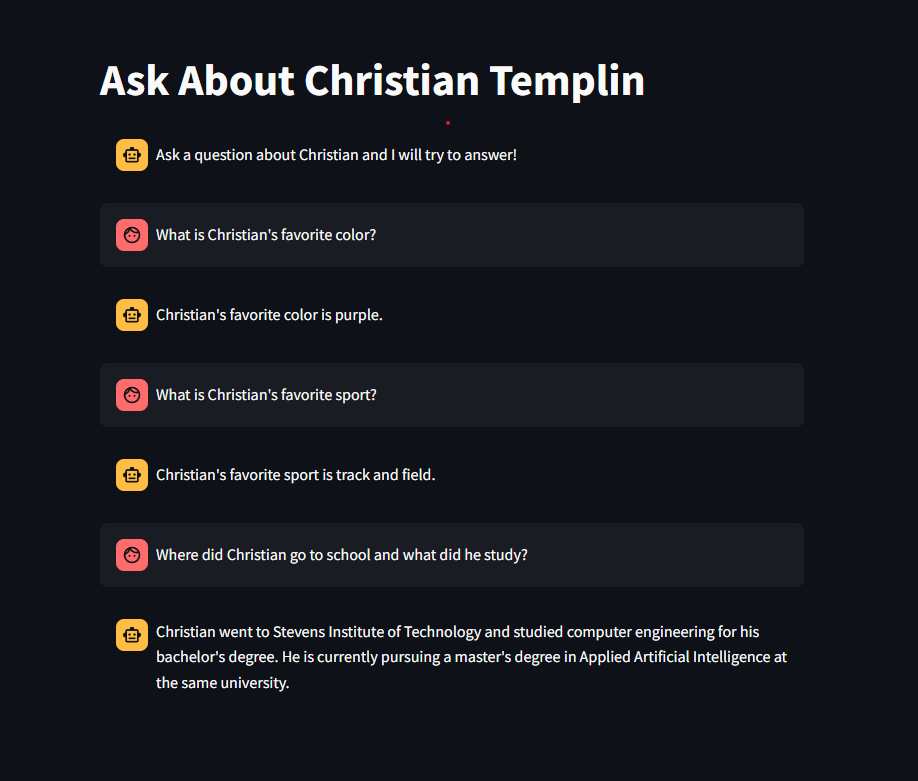 Ask About Christian Templin
Ask a question about Christian and I will try to answer!
What is Christian's favorite color?
Christian's favorite color is purple.
What is Christian's favorite sport?
Christian's favorite sport is track and field.
Where did Christian go to school and what did he study?
Christian went to Stevens Institute of Technology and studied computer engineering for his
bachelor's degree. He is currently pursuing a master's degree in Applied Artificial Intelligence at
the same university.